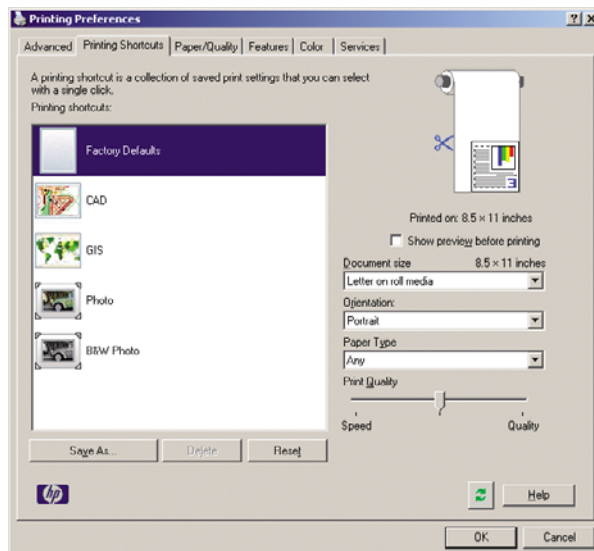 Printing Preferences
Advanced
Printing Shortcuts
Paper/Quality
Features
Color
Services
A printing shortcut is a collection of saved print settings that you can select
with a single click.
Printing shortcuts:
Factory Defaults
CAD
GIS
Photo
B&W Photo
Save As...
Delete
Reset
3
Printed on: 8.5 × 11 inches
Show preview before printing
Document size 8.5 × 11 inches
Letter on roll media
Orientation:
Portrait
Paper Type
Any
Print Quality
Speed Quality
hp
Help
OK
Cancel